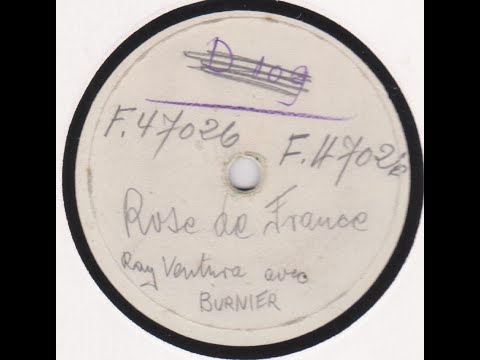 D 109
F.47026 F.47026
Rose de France
Ray Ventura avec
BURNIER